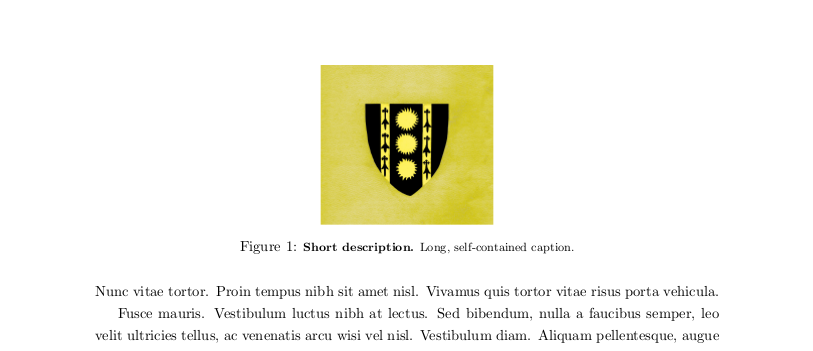 Figure 1: Short description. Long, self-contained caption.
Nunc vitae tortor. Proin tempus nibh sit amet nisl. Vivamus quis tortor vitae risus porta vehicula.
Fusce mauris. Vestibulum luctus nibh at lectus. Sed bibendum, nulla a faucibus semper, leo
velit ultricies tellus, ac venenatis arcu wisi vel nisl. Vestibulum diam. Aliquam pellentesque, augue